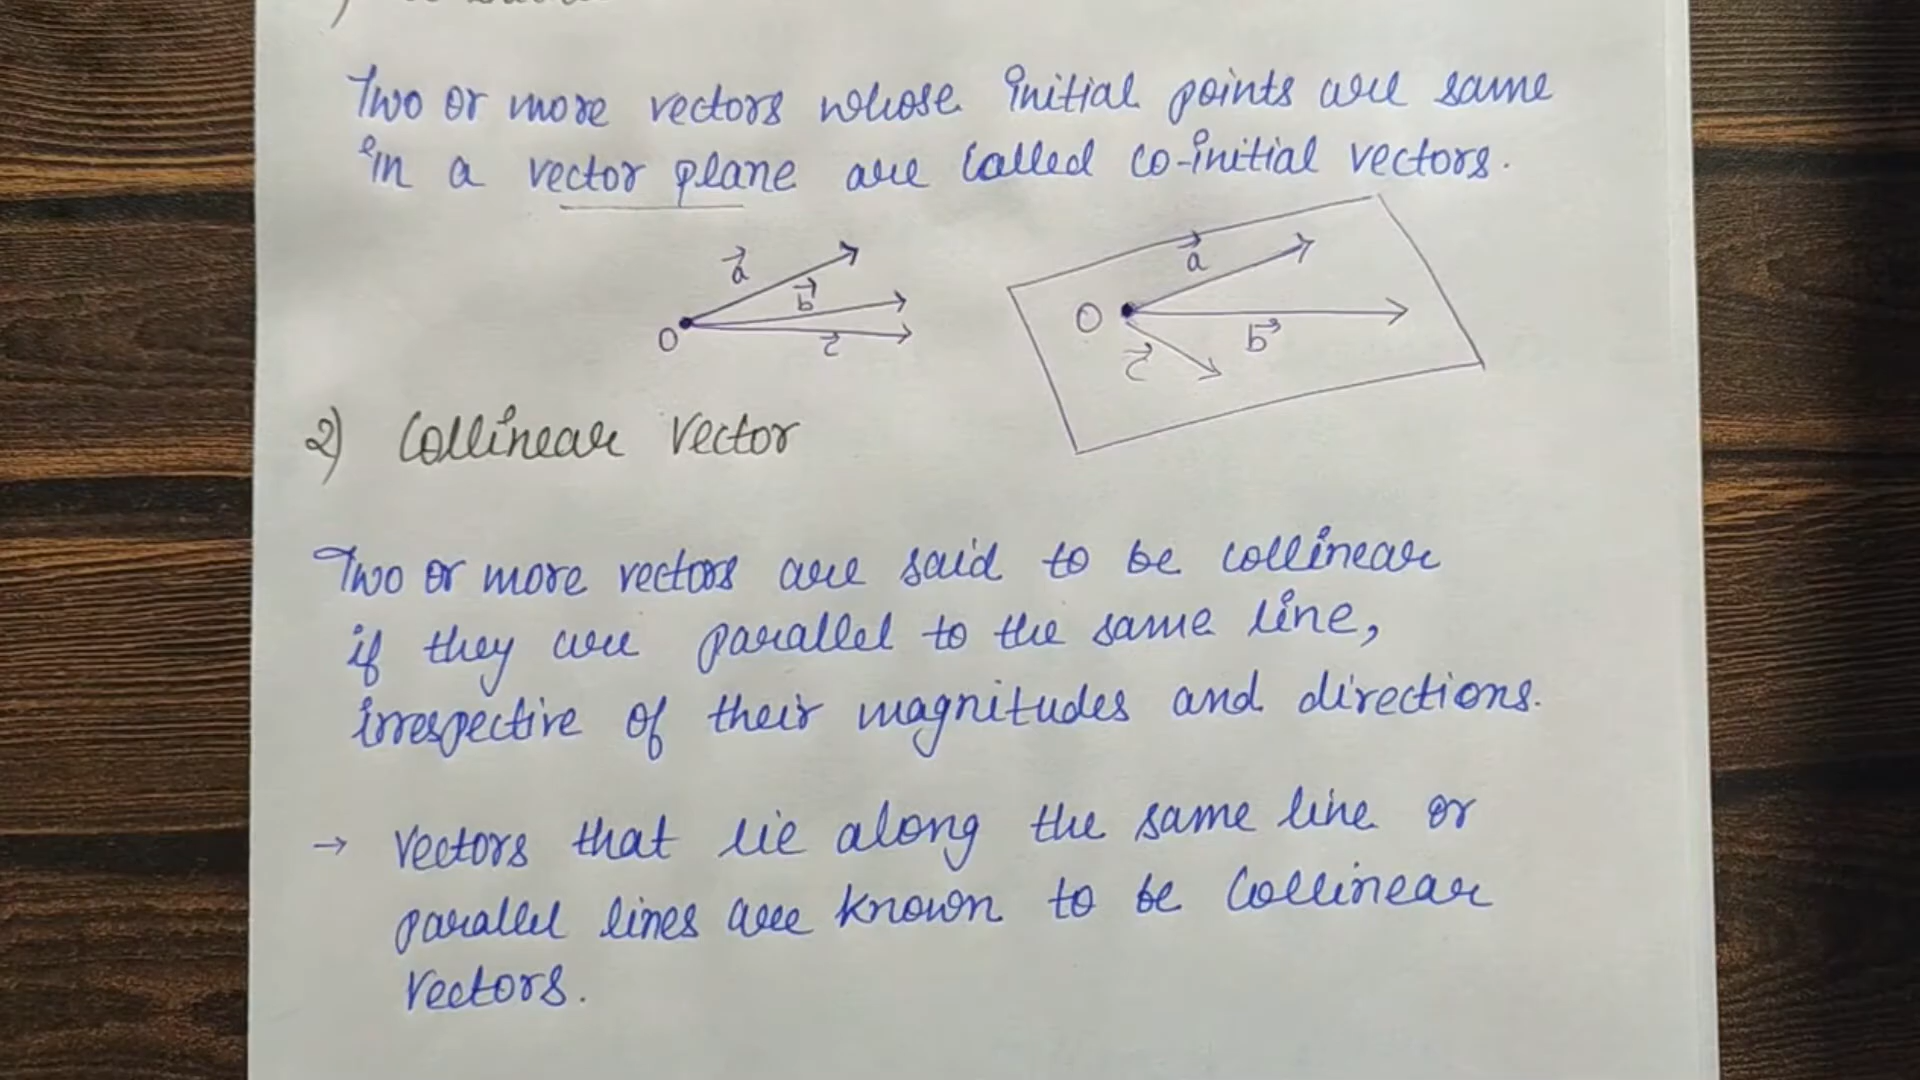 Two or more vectors whose initial points are same
in a vector plane are called co-initial vectors.
a
b
c
O
a
O
b
c
2) Collinear Vector
Two or more vectors are said to be collinear
if they are parallel to the same line,
irrespective of their magnitudes and directions.
→ Vectors that lie along the same line or
parallel lines are known to be Collinear
Vectors.